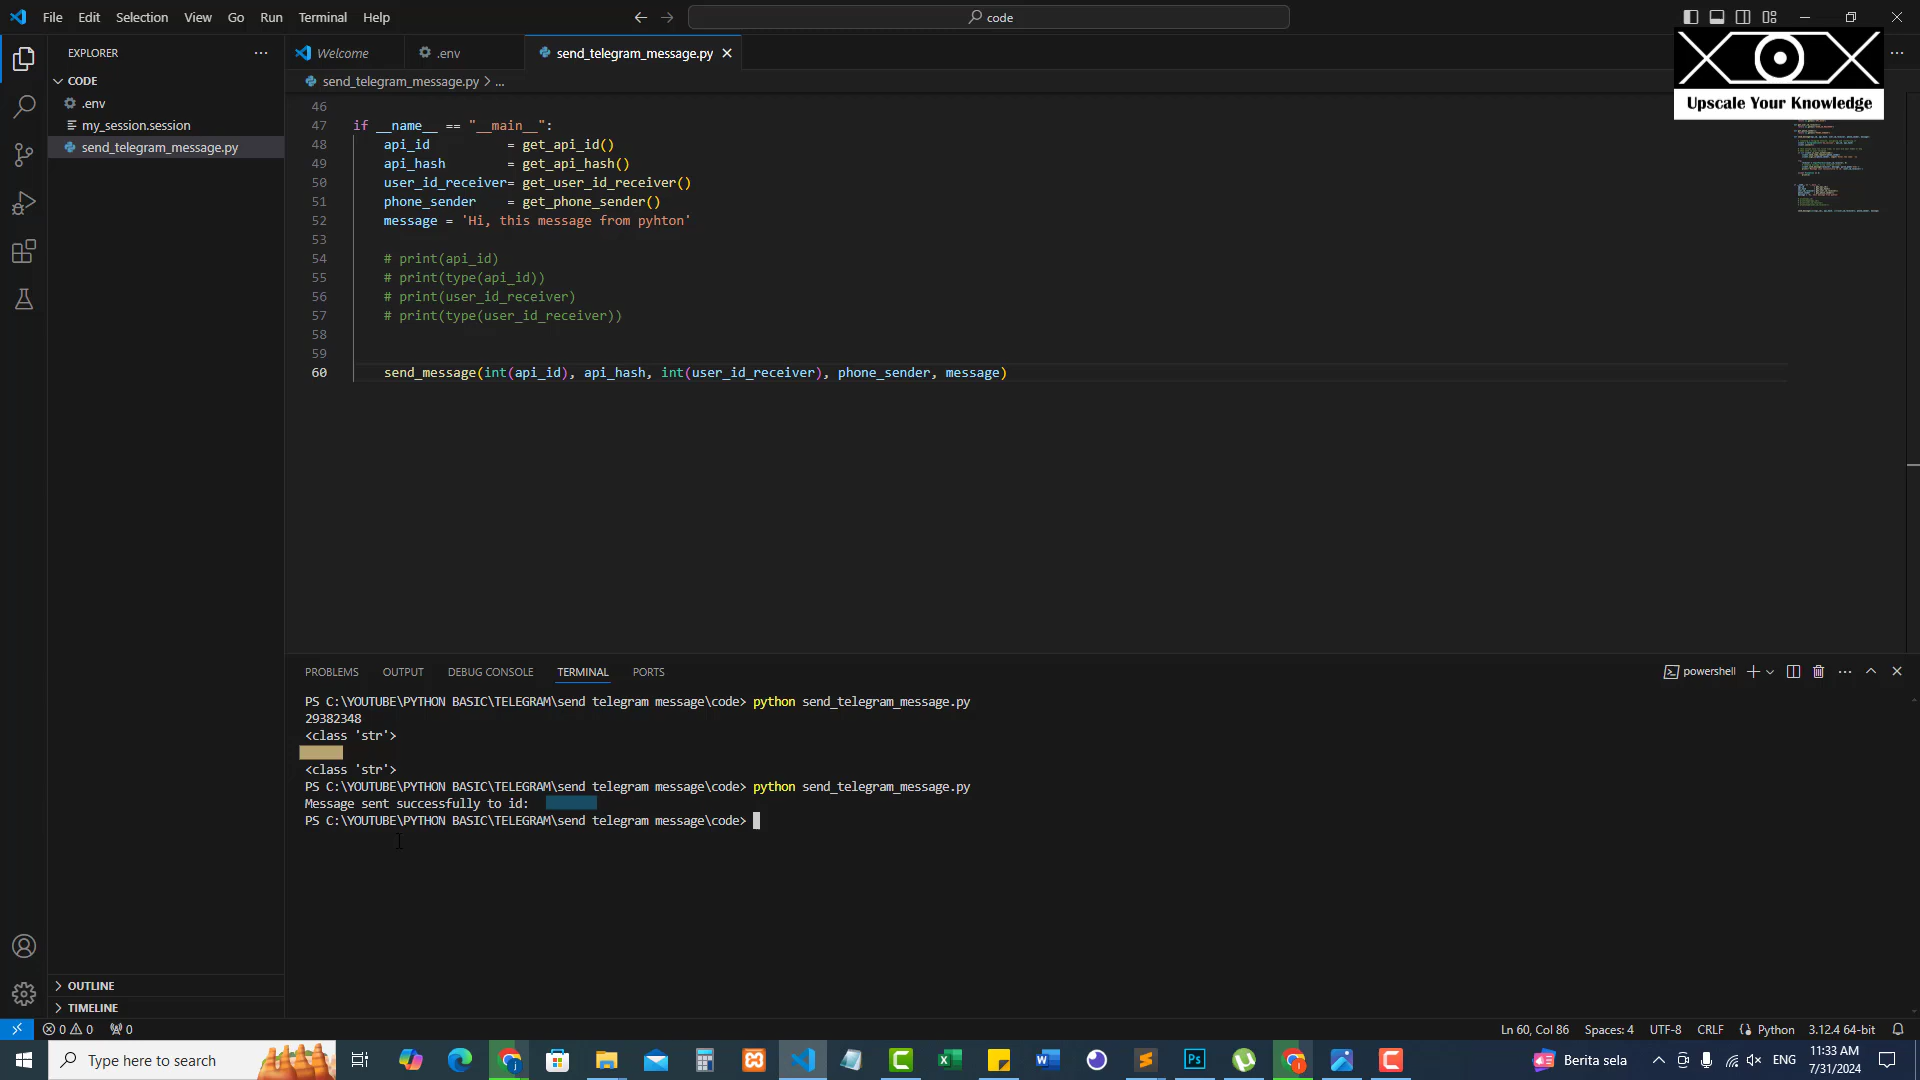 File Edit Selection View Go Run Terminal Help
code
EXPLORER
CODE
.env
my_session.session
send_telegram_message.py
Welcome
.env
send_telegram_message.py
send_telegram_message.py > ...
Upscale Your Knowledge
46
47 if __name__ == "__main__":
48 api_id = get_api_id()
49 api_hash = get_api_hash()
50 user_id_receiver= get_user_id_receiver()
51 phone_sender = get_phone_sender()
52 message = 'Hi, this message from pyhton'
53
54 # print(api_id)
55 # print(type(api_id))
56 # print(user_id_receiver)
57 # print(type(user_id_receiver))
58
59
60 send_message(int(api_id), api_hash, int(user_id_receiver), phone_sender, message)
PROBLEMS OUTPUT DEBUG CONSOLE TERMINAL PORTS
powershell
PS C:\YOUTUBE\PYTHON BASIC\TELEGRAM\send telegram message\code> python send_telegram_message.py
29382348
<class 'str'>
<class 'str'>
PS C:\YOUTUBE\PYTHON BASIC\TELEGRAM\send telegram message\code> python send_telegram_message.py
Message sent successfully to id:
PS C:\YOUTUBE\PYTHON BASIC\TELEGRAM\send telegram message\code>
OUTLINE
TIMELINE
0 0 0
Ln 60, Col 86 Spaces: 4 UTF-8 CRLF Python 3.12.4 64-bit
Type here to search
Berita sela
ENG
11:33 AM
7/31/2024